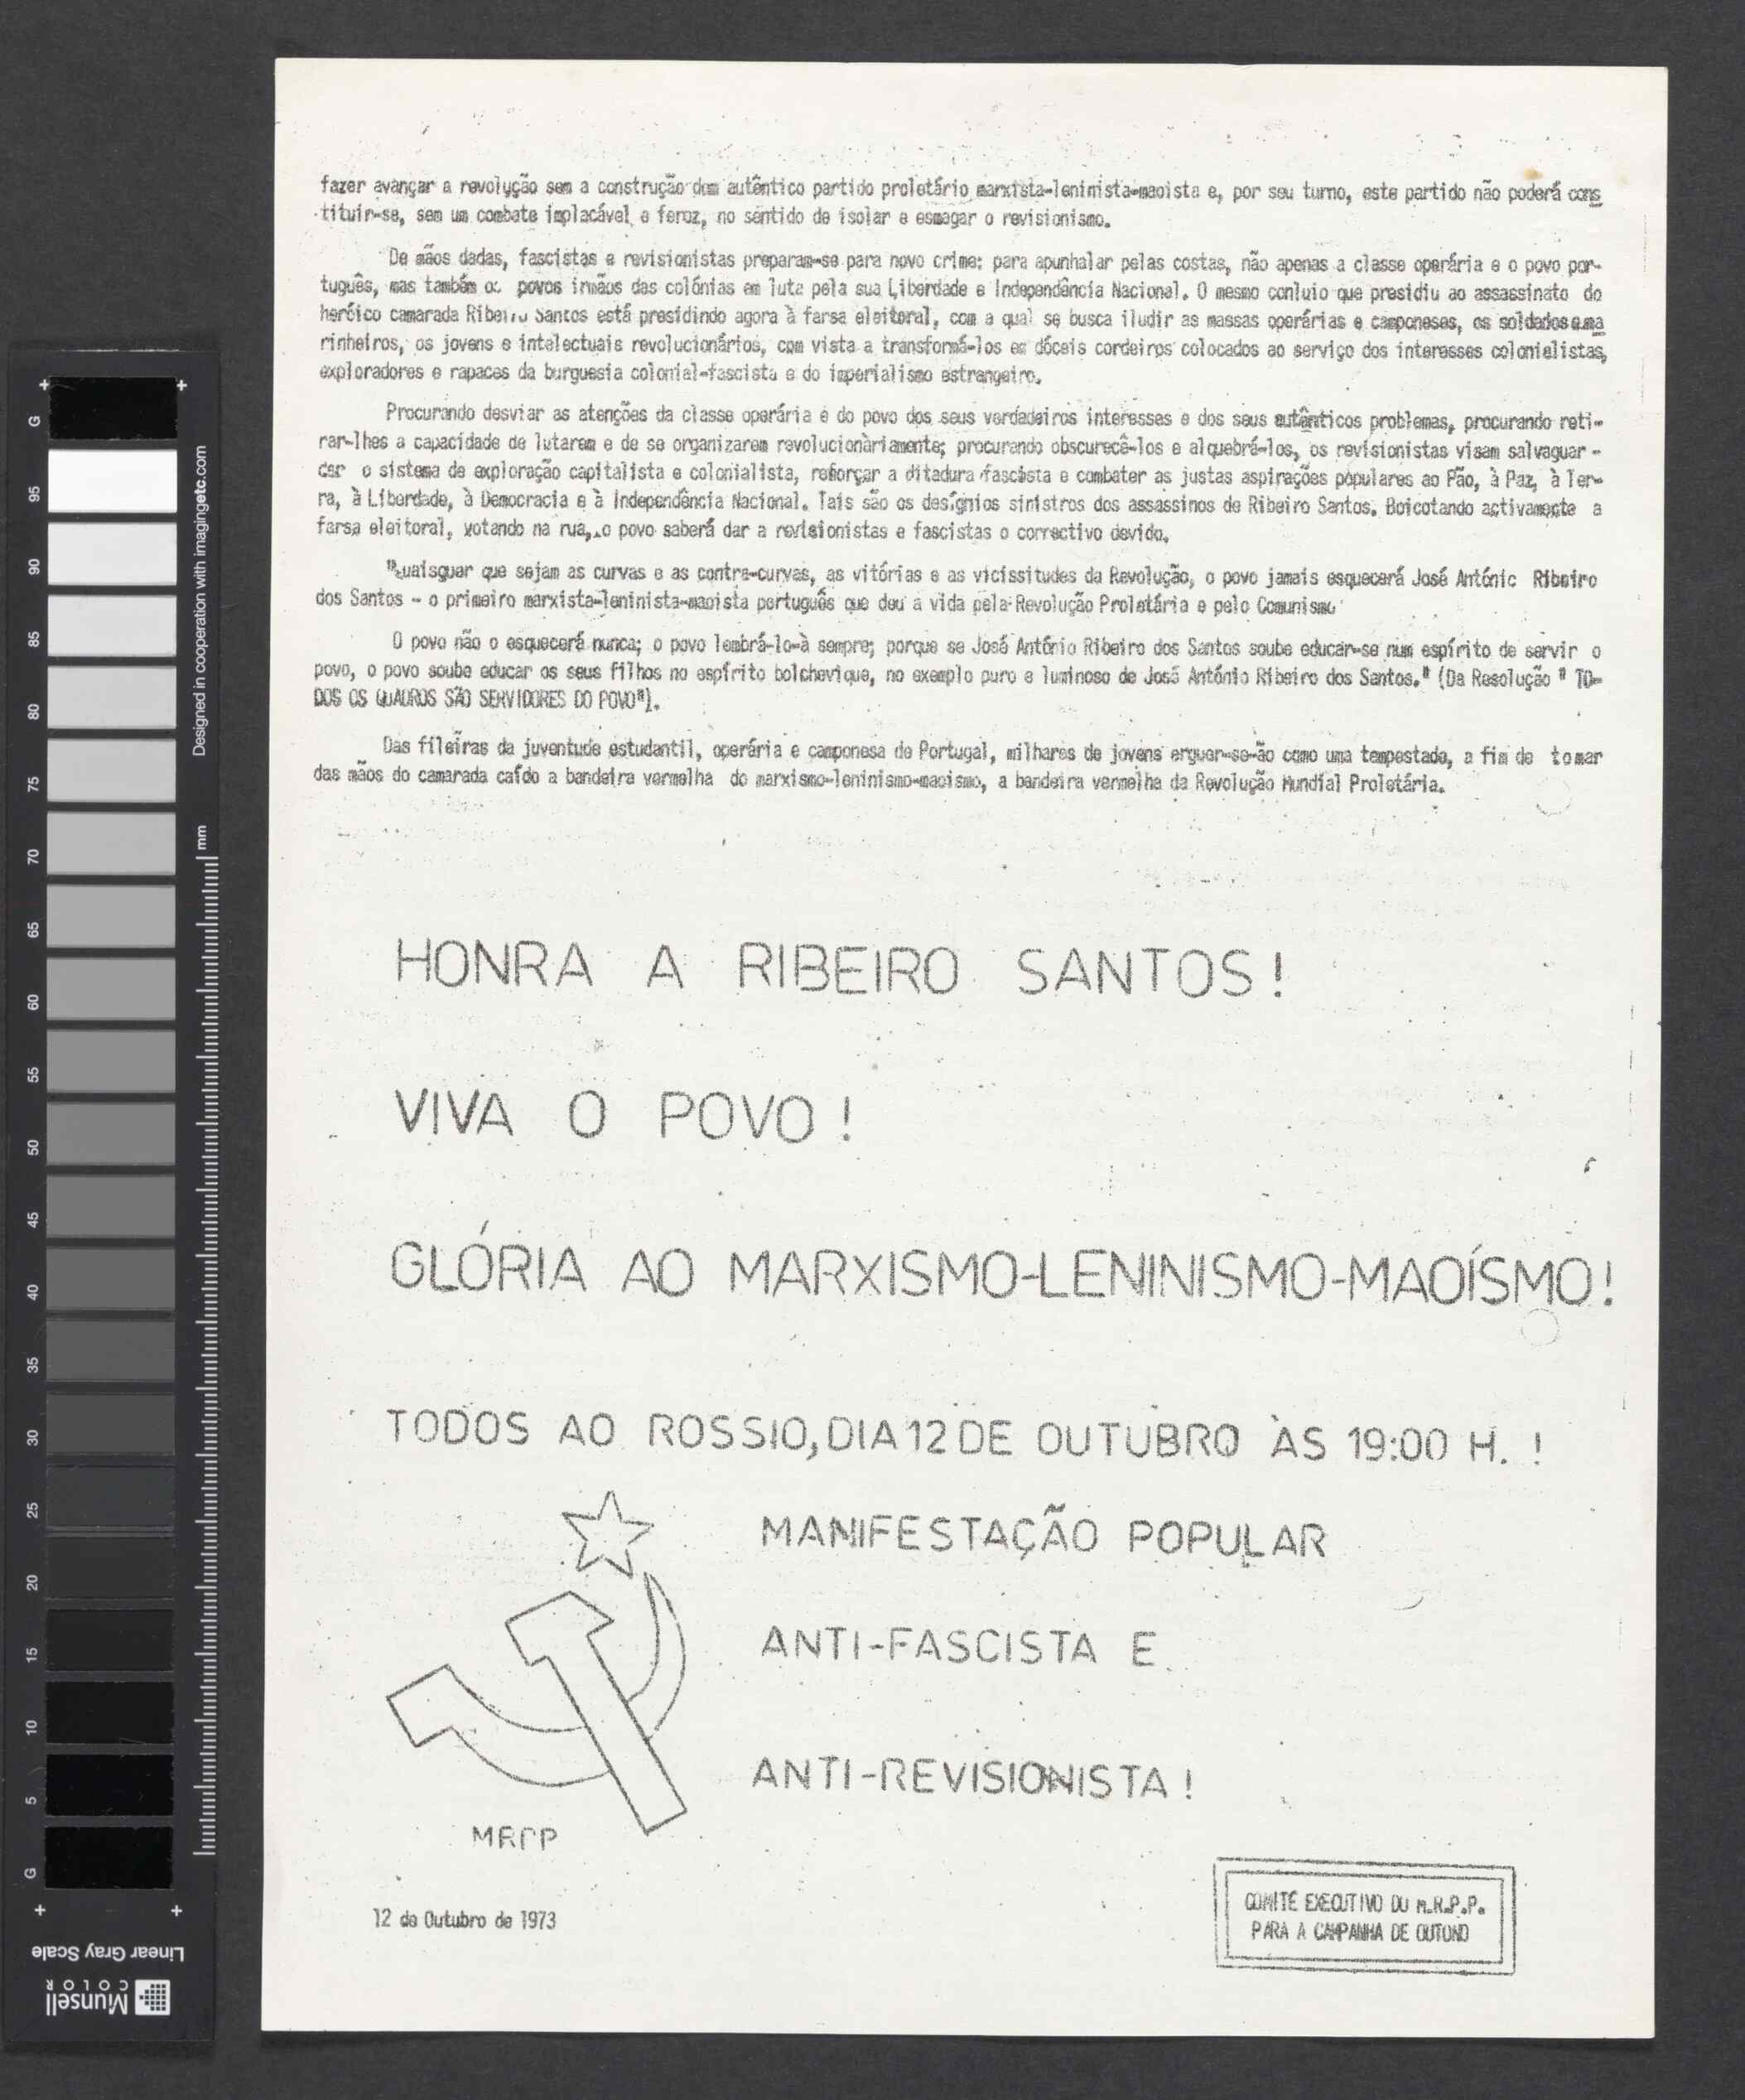 fazer avançar a revolyção sem a construção dum autêntico partido proletário marxista-leninista-maoista e, por seu turno, este partido não poderá cons
tituir-se, sem um combate implacável e feroz, no sentido de isolar e esmagar o revisionismo.
De mãos dadas, fascistas e revisionistas preparam-se para novo crime: para apunhalar pelas costas, não apenas a classe operária e o povo por-
tuguês, mas também povos irmãos das colónias em luta pela sua Liberdade e Independência Nacional. O mesmo conluio que presidiu ao assassinato do
heróico camarada Ribeiro Santos está presidindo agora à farsa eleitoral, com a qual se busca iludir as massas operárias e camponesas, os soldados e ma
rinheiros, os jovens e intelectuais revolucionários, com vista a transformá-los em dóceis cordeiros colocados ao serviço dos interesses colonialistas,
exploradores e rapaces da burguesia colonial-fascista e do imperialismo estrangeiro.
Procurando desviar as atenções da classe operária e do povo dos seus verdadeiros interesses e dos seus autênticos problemas, procurando reti-
rar-lhes a capacidade de lutarem e de se organizarem revolucionàriamente; procurando obscurecê-los e alquebrá-los, os revisionistas visam salvaguar -
dar o sistema de exploração capitalista e colonialista, reforçar a ditadura fascista e combater as justas aspirações populares ao Pão, à Paz, à Ter-
ra, à Liberdade, à Democracia e à Independência Nacional. Tais são os desígnios sinistros dos assassinos de Ribeiro Santos. Boicotando activamente a
farsa eleitoral, votando na rua, o povo saberá dar a revisionistas e fascistas o correctivo devido.
"Quaisquer que sejam as curvas e as contra-curvas, as vitórias e as vicissitudes da Revolução, o povo jamais esquecerá José António Ribeiro
dos Santos - o primeiro marxista-leninista-maoista português que deu a vida pela Revolução Proletária e pelo Comunismo
O povo não o esquecerá nunca; o povo lembrá-lo-à sempre; porque se José António Ribeiro dos Santos soube educar-se num espírito de servir o
povo, o povo soube educar os seus filhos no espírito bolchevique, no exemplo puro e luminoso de José António Ribeiro dos Santos." (Da Resolução " TO-
DOS OS QUADROS SÃO SERVIDORES DO POVO").
Das fileiras da juventude estudantil, operária e camponesa de Portugal, milhares de jovens erguer-se-ão como uma tempestade, a fim de tomar
das mãos do camarada caído a bandeira vermelha do marxismo-leninismo-maoismo, a bandeira vermelha da Revolução Mundial Proletária.
HONRA A RIBEIRO SANTOS!
VIVA O POVO!
GLÓRIA AO MARXISMO-LENINISMO-MAOÍSMO!
TODOS AO ROSSIO, DIA 12 DE OUTUBRO ÀS 19:00 H. !
MANIFESTAÇÃO POPULAR
ANTI-FASCISTA E
ANTI-REVISIONISTA!
MRPP
12 de Outubro de 1973
COMITÉ EXECUTIVO DO M.R.P.P.
PARA A CAMPANHA DE OUTONO
G 95 90 85 80 75 70 65 60 55 50 45 40 35 30 25 20 15 10 5 G
Designed in cooperation with imagingetc.com
mm
Linear Gray Scale
Munsell
COLOR